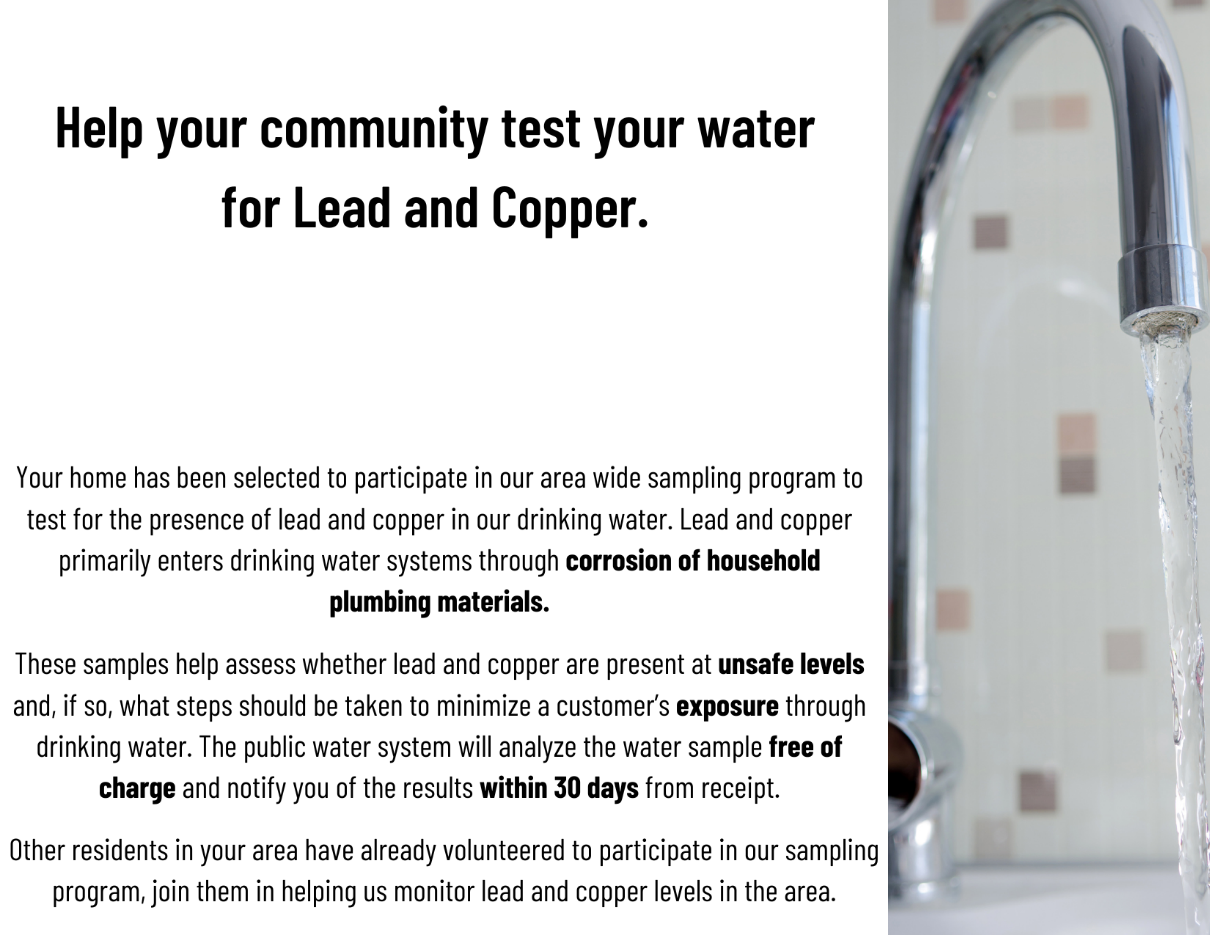 Help your community test your water
for Lead and Copper.
Your home has been selected to participate in our area wide sampling program to
test for the presence of lead and copper in our drinking water. Lead and copper
primarily enters drinking water systems through corrosion of household
plumbing materials.
These samples help assess whether lead and copper are present at unsafe levels
and, if so, what steps should be taken to minimize a customer’s exposure through
drinking water. The public water system will analyze the water sample free of
charge and notify you of the results within 30 days from receipt.
Other residents in your area have already volunteered to participate in our sampling
program, join them in helping us monitor lead and copper levels in the area.